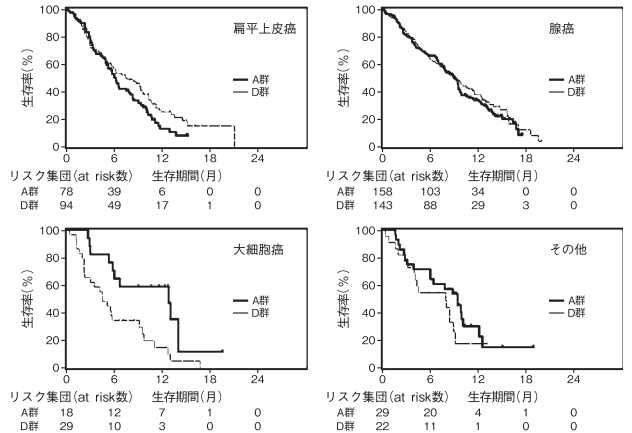 扁平上皮癌
生存率(%)
100
80
60
40
20
0
A群
D群
0 6 12 18 24
リスク集団(at risk数) 生存期間(月)
A群 78 39 6 0 0
D群 94 49 17 1 0
腺癌
生存率(%)
100
80
60
40
20
0
A群
D群
0 6 12 18 24
リスク集団(at risk数) 生存期間(月)
A群 158 103 34 0 0
D群 143 88 29 3 0
大細胞癌
生存率(%)
100
80
60
40
20
0
A群
D群
0 6 12 18 24
リスク集団(at risk数) 生存期間(月)
A群 18 12 7 1 0
D群 29 10 3 0 0
その他
生存率(%)
100
80
60
40
20
0
A群
D群
0 6 12 18 24
リスク集団(at risk数) 生存期間(月)
A群 29 20 4 1 0
D群 22 11 1 0 0